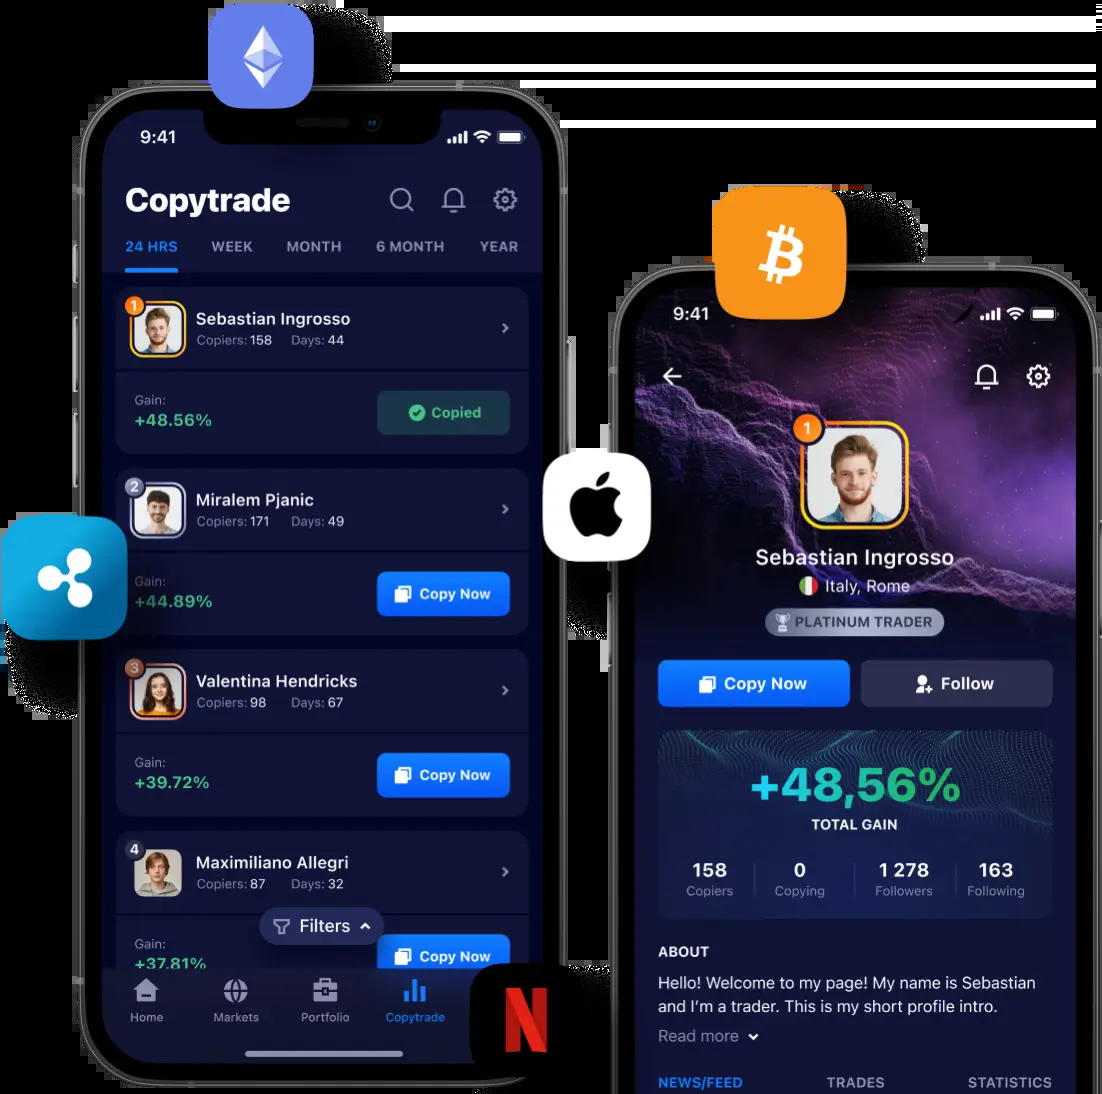 9:41
Copytrade
24 HRS WEEK MONTH 6 MONTH YEAR
1
Sebastian Ingrosso
Copiers: 158 Days: 44
Gain:
+48.56%
Copied
2
Miralem Pjanic
Copiers: 171 Days: 49
Gain:
+44.89%
Copy Now
3
Valentina Hendricks
Copiers: 98 Days: 67
Gain:
+39.72%
Copy Now
4
Maximiliano Allegri
Copiers: 87 Days: 32
Filters
Gain:
+37.81%
Copy Now
Home Markets Portfolio Copytrade
N
9:41
1
Sebastian Ingrosso
Italy, Rome
PLATINUM TRADER
Copy Now Follow
+48,56%
TOTAL GAIN
158 0 1 278 163
Copiers Copying Followers Following
ABOUT
Hello! Welcome to my page! My name is Sebastian
and I’m a trader. This is my short profile intro.
Read more
NEWS/FEED TRADES STATISTICS